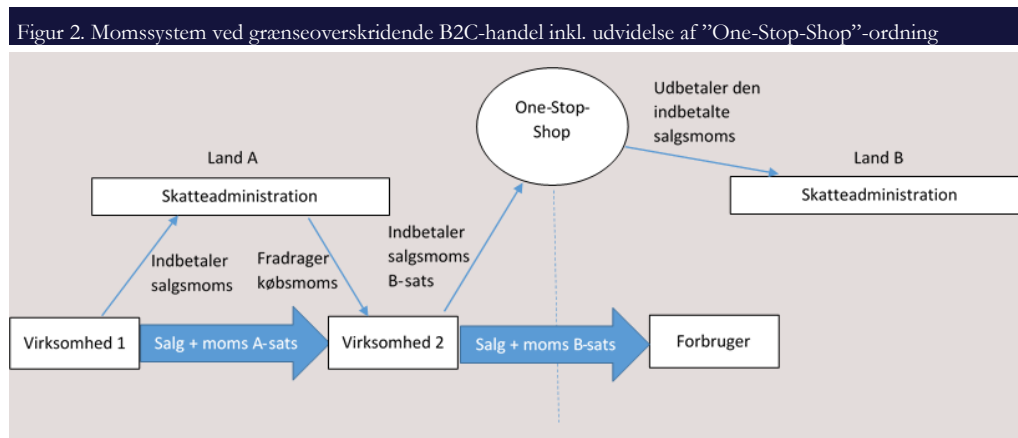 Figur 2. Momssystem ved grænseoverskridende B2C-handel inkl. udvidelse af ”One-Stop-Shop”-ordning
One-Stop-
Shop
Udbetaler den
indbetalte
salgsmoms
Land A
Land B
Skatteadministration
Skatteadministration
Indbetaler
salgsmoms
Fradrager
købsmoms
Indbetaler
salgsmoms
B-sats
Virksomhed 1
Salg + moms A-sats
Virksomhed 2
Salg + moms B-sats
Forbruger